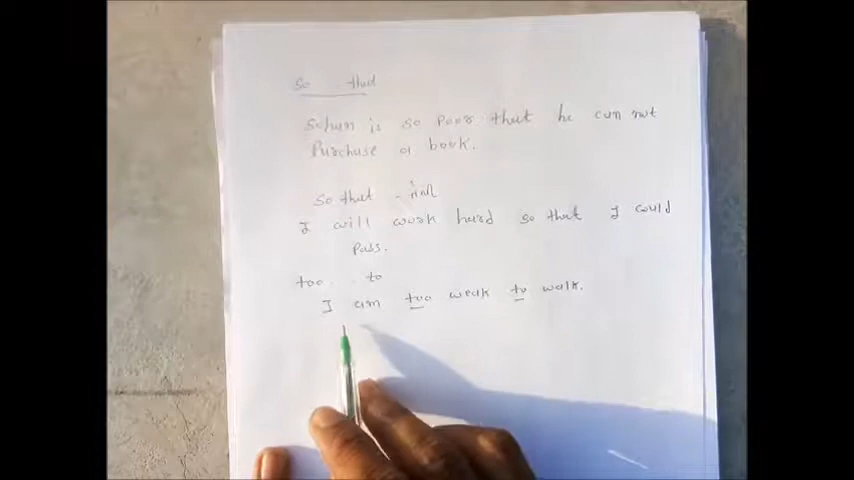 so that
Sohan is so poor that he can not
Purchase a book.
so that -
I will work hard so that I could
pass.
too . . to
I am too weak to walk.